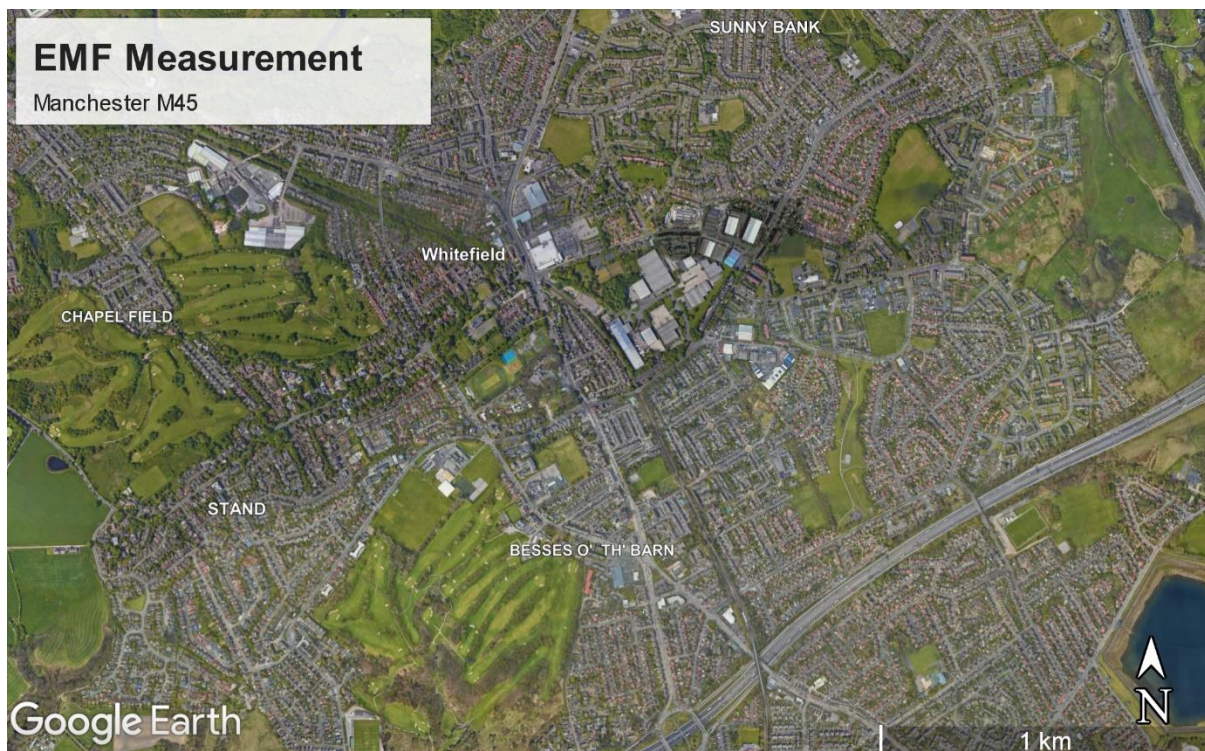 EMF Measurement
Manchester M45
SUNNY BANK
Whitefield
CHAPEL FIELD
STAND
BESSES O' TH' BARN
Google Earth
N
1 km